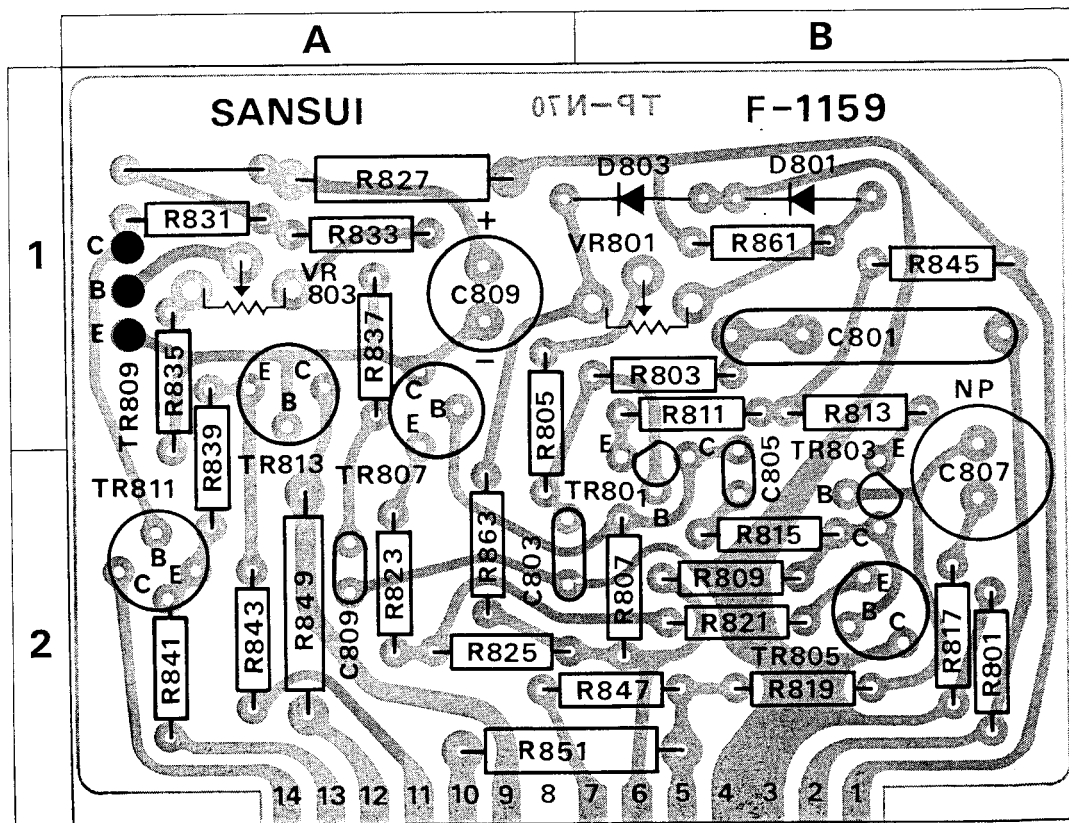 A
B
1
2
SANSUI
TP-N70
F-1159
D803
D801
R827
R831
R833
+
VR801
R861
C
B
E
VR
803
C809
R845
R837
C801
−
R835
TR809
E
C
B
C
E
B
R803
NP
R805
R811
R813
R839
E
C
C805
TR803
E
TR811
TR813
TR807
TR801
B
C807
B
R863
C803
R815
C
B
C
E
R849
R823
R807
R809
E
R843
C809
R821
B
C
R817
R801
R841
R825
TR805
R847
R819
R851
14
13
12
11
10
9
8
7
6
5
4
3
2
1